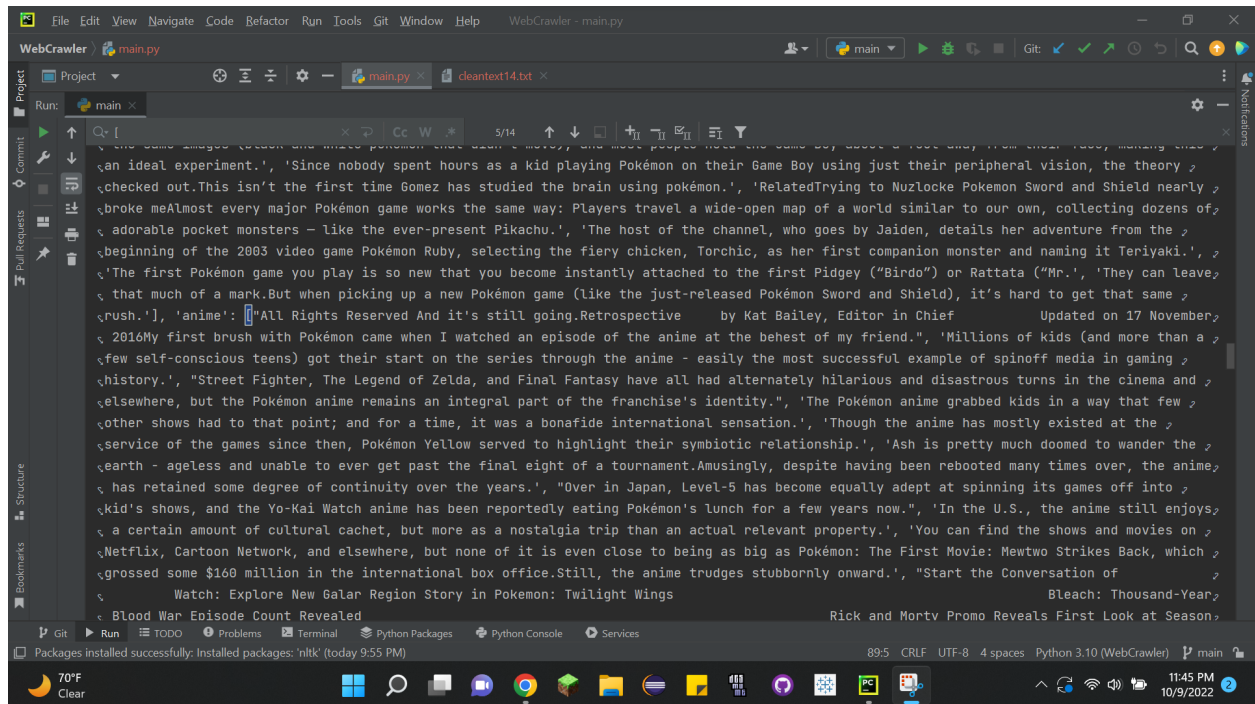 File Edit View Navigate Code Refactor Run Tools Git Window Help WebCrawler - main.py
WebCrawler main.py main Git:
Project main.py cleantext14.txt
Run: main
[ Cc W .* 5/14
an ideal experiment.', 'Since nobody spent hours as a kid playing Pokémon on their Game Boy using just their peripheral vision, the theory
checked out.This isn’t the first time Gomez has studied the brain using pokémon.', 'RelatedTrying to Nuzlocke Pokemon Sword and Shield nearly
broke meAlmost every major Pokémon game works the same way: Players travel a wide-open map of a world similar to our own, collecting dozens of
adorable pocket monsters — like the ever-present Pikachu.', 'The host of the channel, who goes by Jaiden, details her adventure from the
beginning of the 2003 video game Pokémon Ruby, selecting the fiery chicken, Torchic, as her first companion monster and naming it Teriyaki.',
'The first Pokémon game you play is so new that you become instantly attached to the first Pidgey (“Birdo”) or Rattata (“Mr.', 'They can leave
that much of a mark.But when picking up a new Pokémon game (like the just-released Pokémon Sword and Shield), it’s hard to get that same
rush.'], 'anime': ["All Rights Reserved And it's still going.Retrospective by Kat Bailey, Editor in Chief Updated on 17 November
2016My first brush with Pokémon came when I watched an episode of the anime at the behest of my friend.", 'Millions of kids (and more than a
few self-conscious teens) got their start on the series through the anime - easily the most successful example of spinoff media in gaming
history.', "Street Fighter, The Legend of Zelda, and Final Fantasy have all had alternately hilarious and disastrous turns in the cinema and
elsewhere, but the Pokémon anime remains an integral part of the franchise's identity.", 'The Pokémon anime grabbed kids in a way that few
other shows had to that point; and for a time, it was a bonafide international sensation.', 'Though the anime has mostly existed at the
service of the games since then, Pokémon Yellow served to highlight their symbiotic relationship.', 'Ash is pretty much doomed to wander the
earth - ageless and unable to ever get past the final eight of a tournament.Amusingly, despite having been rebooted many times over, the anime
has retained some degree of continuity over the years.', "Over in Japan, Level-5 has become equally adept at spinning its games off into
kid's shows, and the Yo-Kai Watch anime has been reportedly eating Pokémon's lunch for a few years now.", 'In the U.S., the anime still enjoys
a certain amount of cultural cachet, but more as a nostalgia trip than an actual relevant property.', 'You can find the shows and movies on
Netflix, Cartoon Network, and elsewhere, but none of it is even close to being as big as Pokémon: The First Movie: Mewtwo Strikes Back, which
grossed some $160 million in the international box office.Still, the anime trudges stubbornly onward.', "Start the Conversation of
Watch: Explore New Galar Region Story in Pokemon: Twilight Wings Bleach: Thousand-Year
Blood War Episode Count Revealed Rick and Morty Promo Reveals First Look at Season
Project
Commit
Pull Requests
Structure
Bookmarks
Notifications
Git Run TODO Problems Terminal Python Packages Python Console Services
Packages installed successfully: Installed packages: 'nltk' (today 9:55 PM) 89:5 CRLF UTF-8 4 spaces Python 3.10 (WebCrawler) main
70°F
Clear
11:45 PM
10/9/2022
2